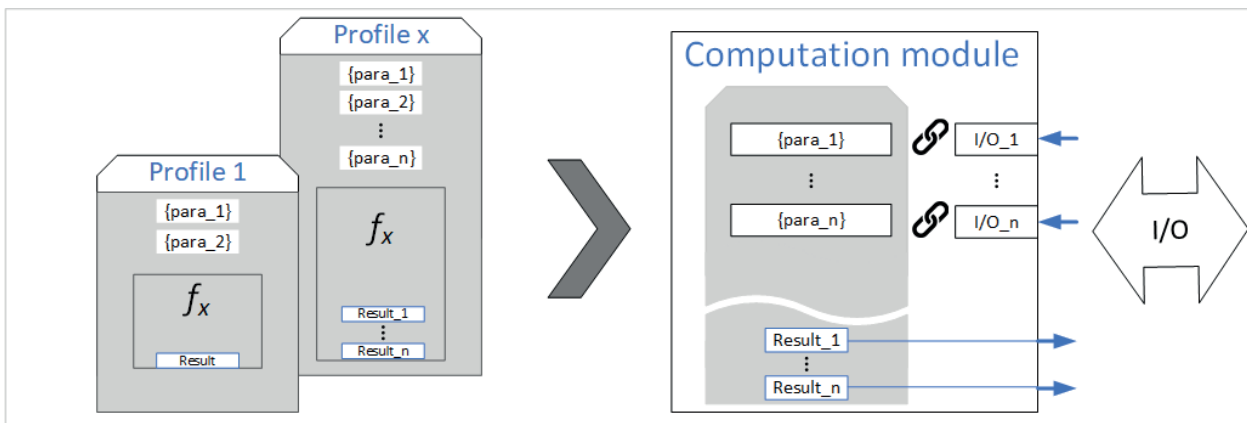 Profile x
{para_1}
{para_2}
⋮
{para_n}
fx
Result_1
⋮
Result_n
Profile 1
{para_1}
{para_2}
fx
Result
Computation module
{para_1} I/O_1
⋮ ⋮
{para_n} I/O_n
Result_1
⋮
Result_n
I/O